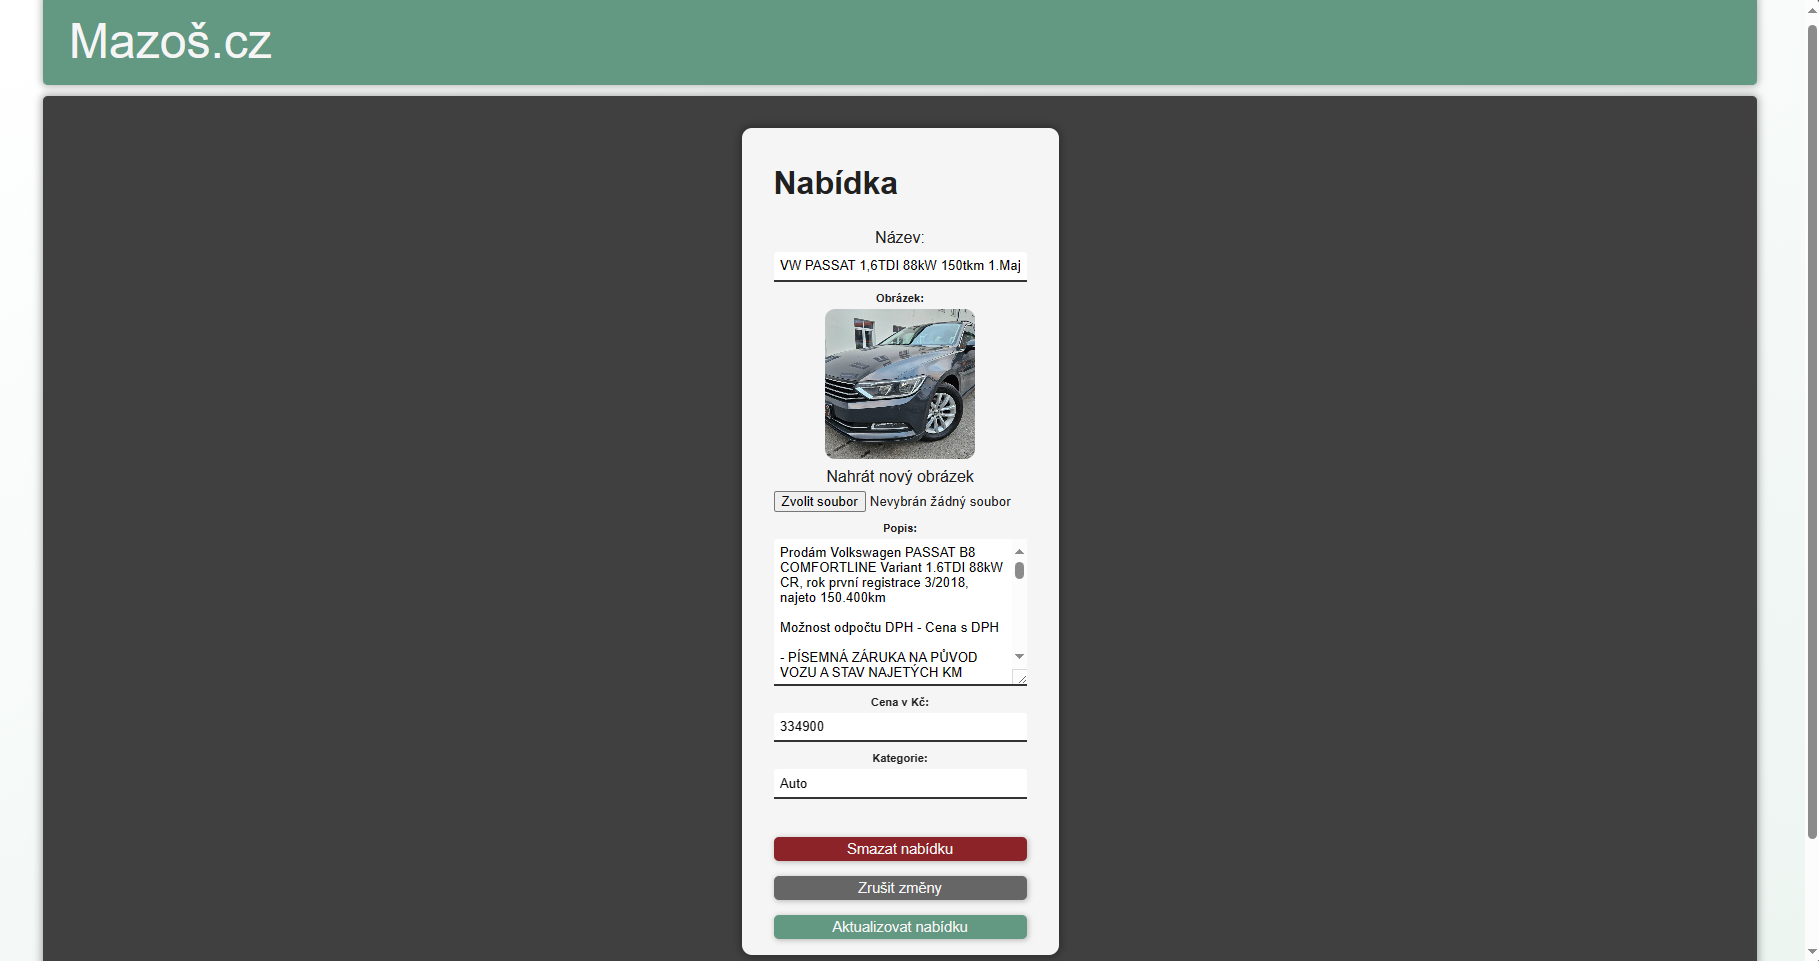 Mazoš.cz
Nabídka
Název:
VW PASSAT 1,6TDI 88kW 150tkm 1.Maj
Obrázek:
Nahrát nový obrázek
Zvolit soubor Nevybrán žádný soubor
Popis:
Prodám Volkswagen PASSAT B8
COMFORTLINE Variant 1.6TDI 88kW
CR, rok první registrace 3/2018,
najeto 150.400km
Možnost odpočtu DPH - Cena s DPH
- PÍSEMNÁ ZÁRUKA NA PŮVOD
VOZU A STAV NAJETÝCH KM
Cena v Kč:
334900
Kategorie:
Auto
Smazat nabídku
Zrušit změny
Aktualizovat nabídku